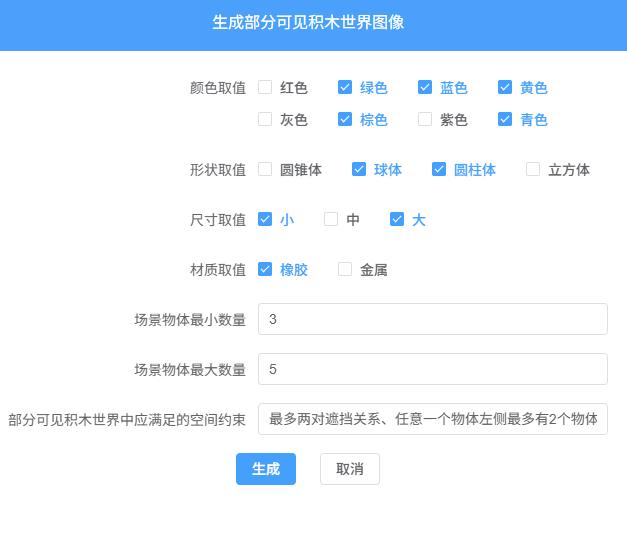 生成部分可见积木世界图像
颜色取值 红色 绿色 蓝色 黄色
灰色 棕色 紫色 青色
形状取值 圆锥体 球体 圆柱体 立方体
尺寸取值 小 中 大
材质取值 橡胶 金属
场景物体最小数量 3
场景物体最大数量 5
部分可见积木世界中应满足的空间约束 最多两对遮挡关系、任意一个物体左侧最多有2个物体
生成 取消